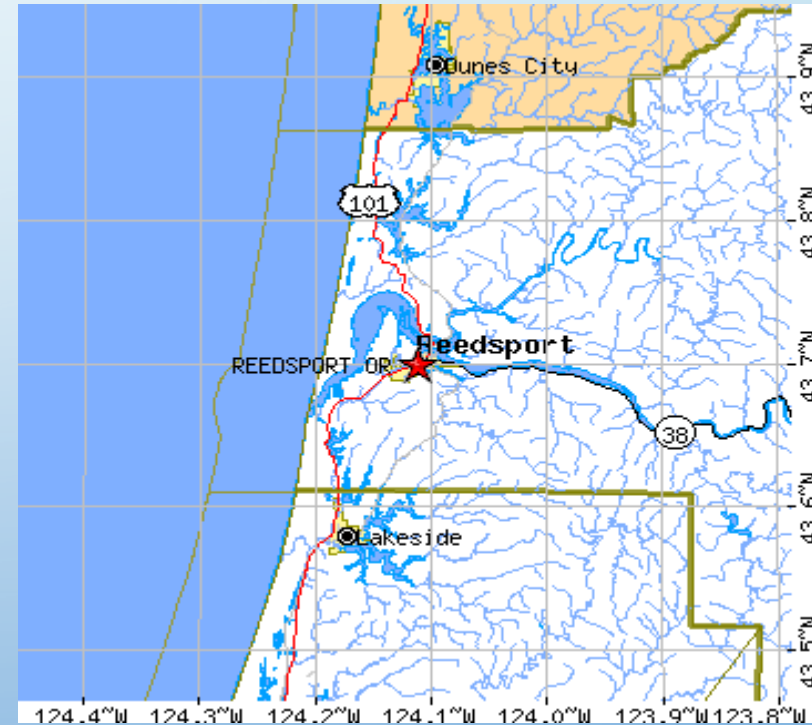 Dunes City
43.9°N
101
43.8°N
Reedsport
REEDSPORT OR
43.7°N
38
43.6°N
Lakeside
43.5°N
124.4°W 124.3°W 124.2°W 124.1°W 124.0°W 123.9°W 123.8°W